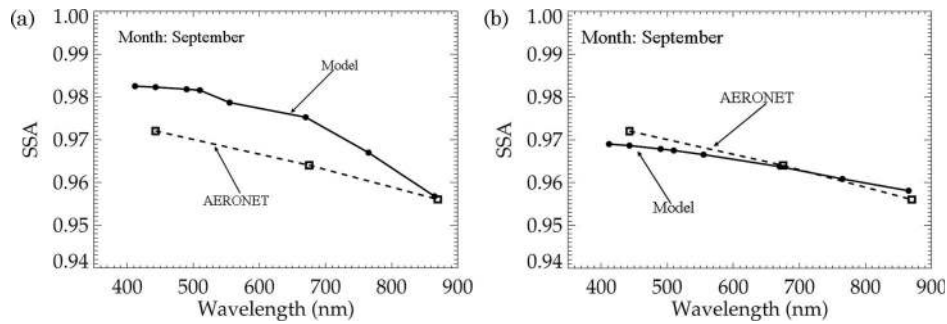 (a)
1.00
0.99
0.98
0.97
0.96
0.95
0.94
SSA
Month: September
Model
AERONET
400 500 600 700 800 900
Wavelength (nm)
(b)
1.00
0.99
0.98
0.97
0.96
0.95
0.94
SSA
Month: September
AERONET
Model
400 500 600 700 800 900
Wavelength (nm)